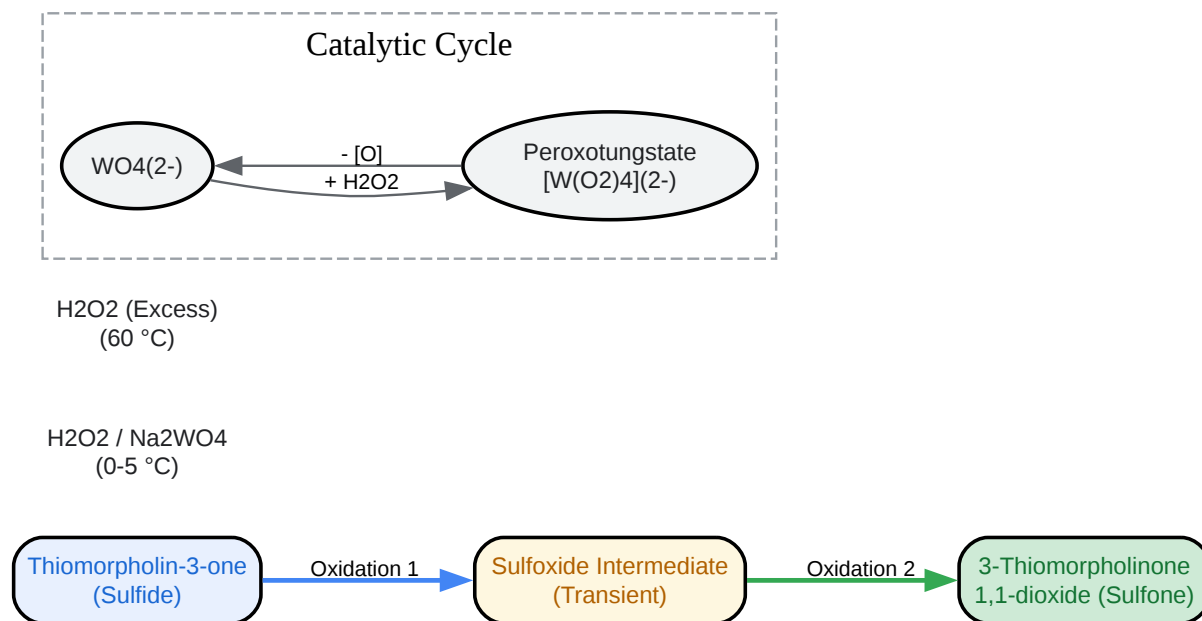 Catalytic Cycle
WO4(2-)
- [O]
+ H2O2
Peroxotungstate
[W(O2)4](2-)
H2O2 (Excess)
(60 °C)
H2O2 / Na2WO4
(0-5 °C)
Thiomorpholin-3-one
(Sulfide)
Oxidation 1
Sulfoxide Intermediate
(Transient)
Oxidation 2
3-Thiomorpholinone
1,1-dioxide (Sulfone)